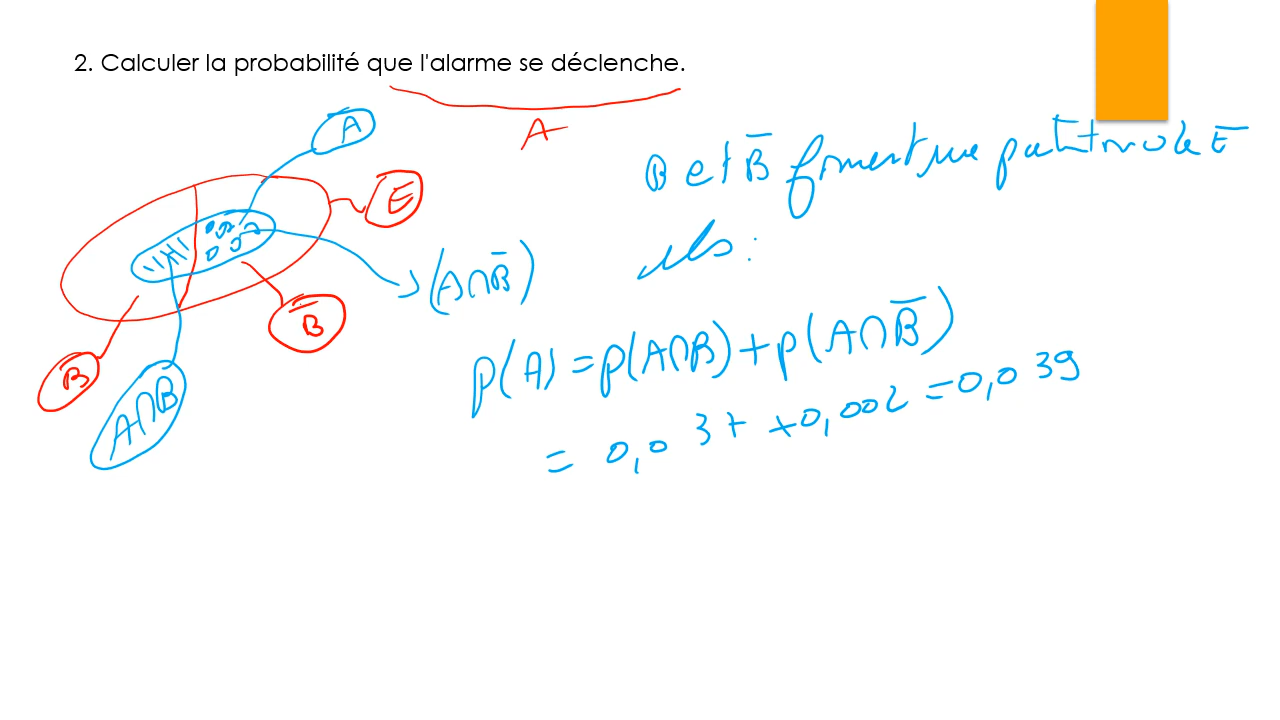 2. Calculer la probabilité que l'alarme se déclenche.
A
A
E
B et B̅ forment une partition de E
als :
(A∩B̅)
B̅
B
A∩B
p(A) = p(A∩B) + p(A∩B̅)
= 0,037 + 0,002 = 0,039